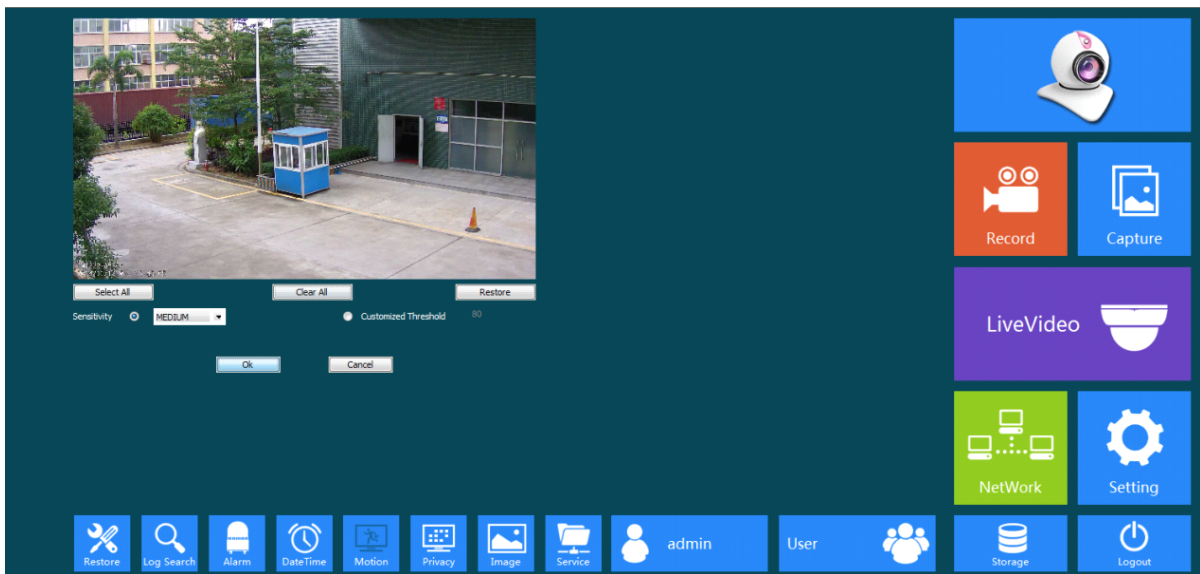 Record
Capture
Select All
Clear All
Restore
Sensitivity
MEDIUM
Customized Threshold
80
LiveVideo
Ok
Cancel
NetWork
Setting
Restore
Log Search
Alarm
DateTime
Motion
Privacy
Image
Service
admin
User
Storage
Logout